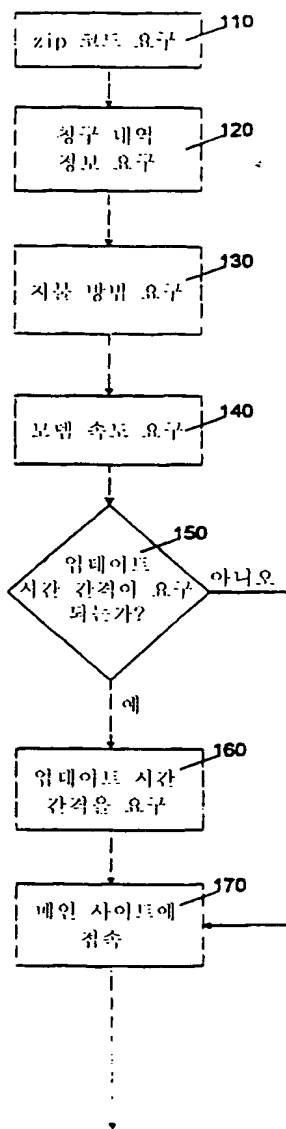 110
zip 코드 요구
120
청구 내역
정보 요구
130
지불 방법 요구
140
모뎀 속도 요구
150
업데이트
시간 간격이 요구
되는가?
아니오
예
160
업데이트 시간
간격을 요구
170
메인 사이트에
접속